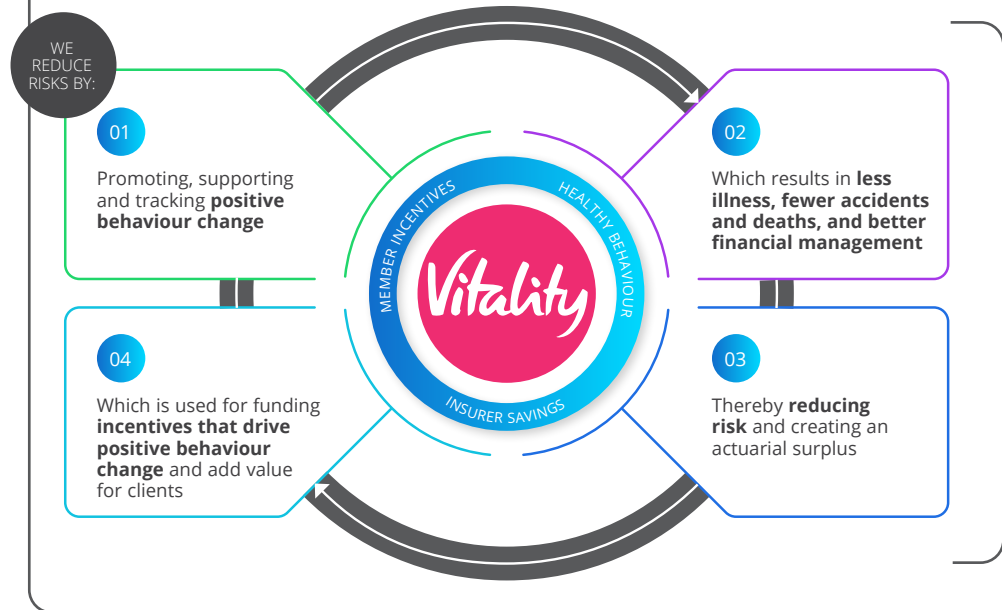 WE
REDUCE
RISKS BY:
01
Promoting, supporting
and tracking positive
behaviour change
02
Which results in less
illness, fewer accidents
and deaths, and better
financial management
MEMBER INCENTIVES
HEALTHY BEHAVIOUR
Vitality
INSURER SAVINGS
04
Which is used for funding
incentives that drive
positive behaviour
change and add value
for clients
03
Thereby reducing
risk and creating an
actuarial surplus